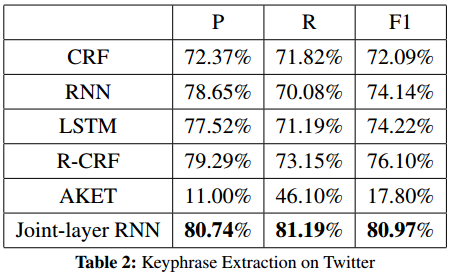 P R F1
CRF 72.37% 71.82% 72.09%
RNN 78.65% 70.08% 74.14%
LSTM 77.52% 71.19% 74.22%
R-CRF 79.29% 73.15% 76.10%
AKET 11.00% 46.10% 17.80%
Joint-layer RNN 80.74% 81.19% 80.97%
Table 2: Keyphrase Extraction on Twitter